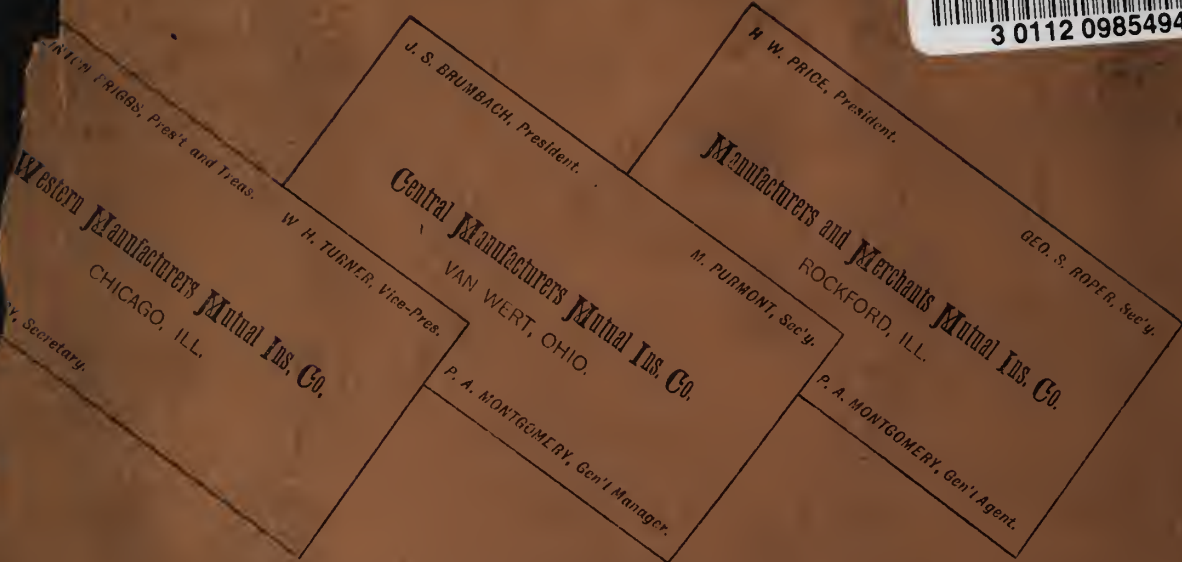 PRIGGS, Pres't and Treas.
W. H. TURNER, Vice-Pres.
Western Manufacturers Mutual Ins. Co.
CHICAGO, ILL.
Secretary.
J. S. BRUMBACH, President.
M. PURMONT, Sec'y.
Central Manufacturers Mutual Ins. Co.
VAN WERT, OHIO.
P. A. MONTGOMERY, Gen'l Manager.
H W. PRICE, President.
GEO. S. ROPER, Sec'y.
Manufacturers and Merchants Mutual Ins. Co.
ROCKFORD, ILL.
P. A. MONTGOMERY, Gen'l Agent.
3 0112 0985494